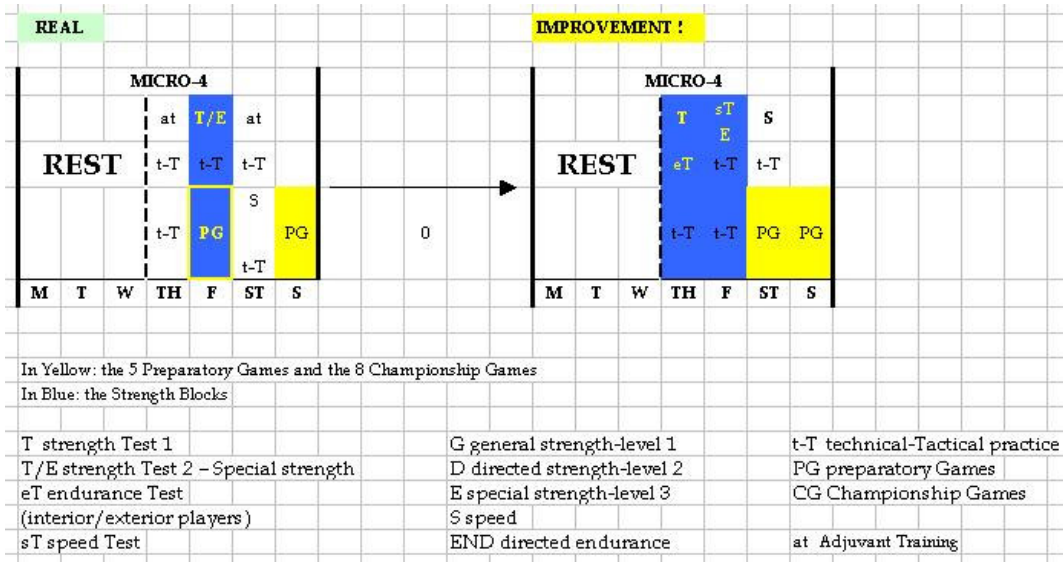 REAL IMPROVEMENT !
MICRO-4 MICRO-4
at T/E at T sT S
E
REST t-T t-T t-T REST eT t-T t-T
S
t-T PG PG 0 t-T t-T PG PG
t-T
M T W TH F ST S M T W TH F ST S
In Yellow: the 5 Preparatory Games and the 8 Championship Games
In Blue: the Strength Blocks
T strength Test 1 G general strength-level 1 t-T technical-Tactical practice
T/E strength Test 2 – Special strength D directed strength-level 2 PG preparatory Games
eT endurance Test E special strength-level 3 CG Championship Games
(interior/exterior players) S speed
sT speed Test END directed endurance at Adjuvant Training